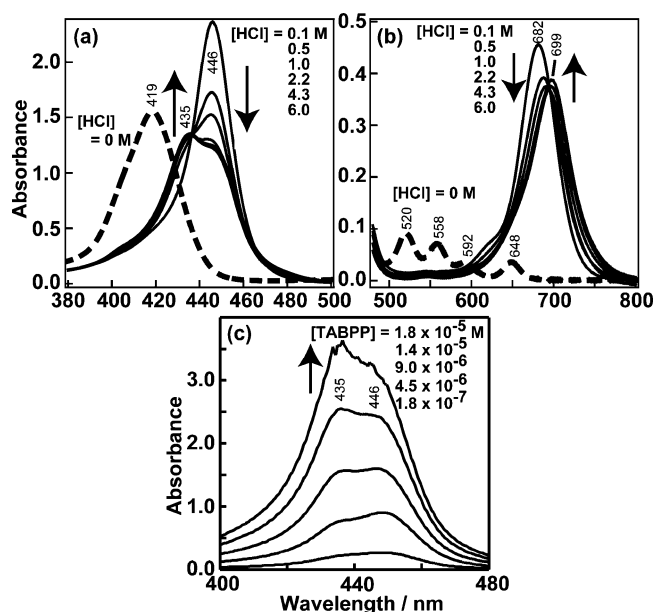 (a)
[HCl] = 0.1 M
0.5
1.0
2.2
4.3
6.0
446
435
419
[HCl]
= 0 M
2.0
1.5
1.0
0.5
0.0
Absorbance
380 400 420 440 460 480 500
(b)
[HCl] = 0.1 M
0.5
1.0
2.2
4.3
6.0
682
699
[HCl] = 0 M
520
558
592
648
0.5
0.4
0.3
0.2
0.1
0.0
500 600 700 800
(c)
[TABPP] = 1.8 x 10-5 M
1.4 x 10-5
9.0 x 10-6
4.5 x 10-6
1.8 x 10-7
435
446
3.0
2.0
1.0
0.0
Absorbance
400 440 480
Wavelength / nm